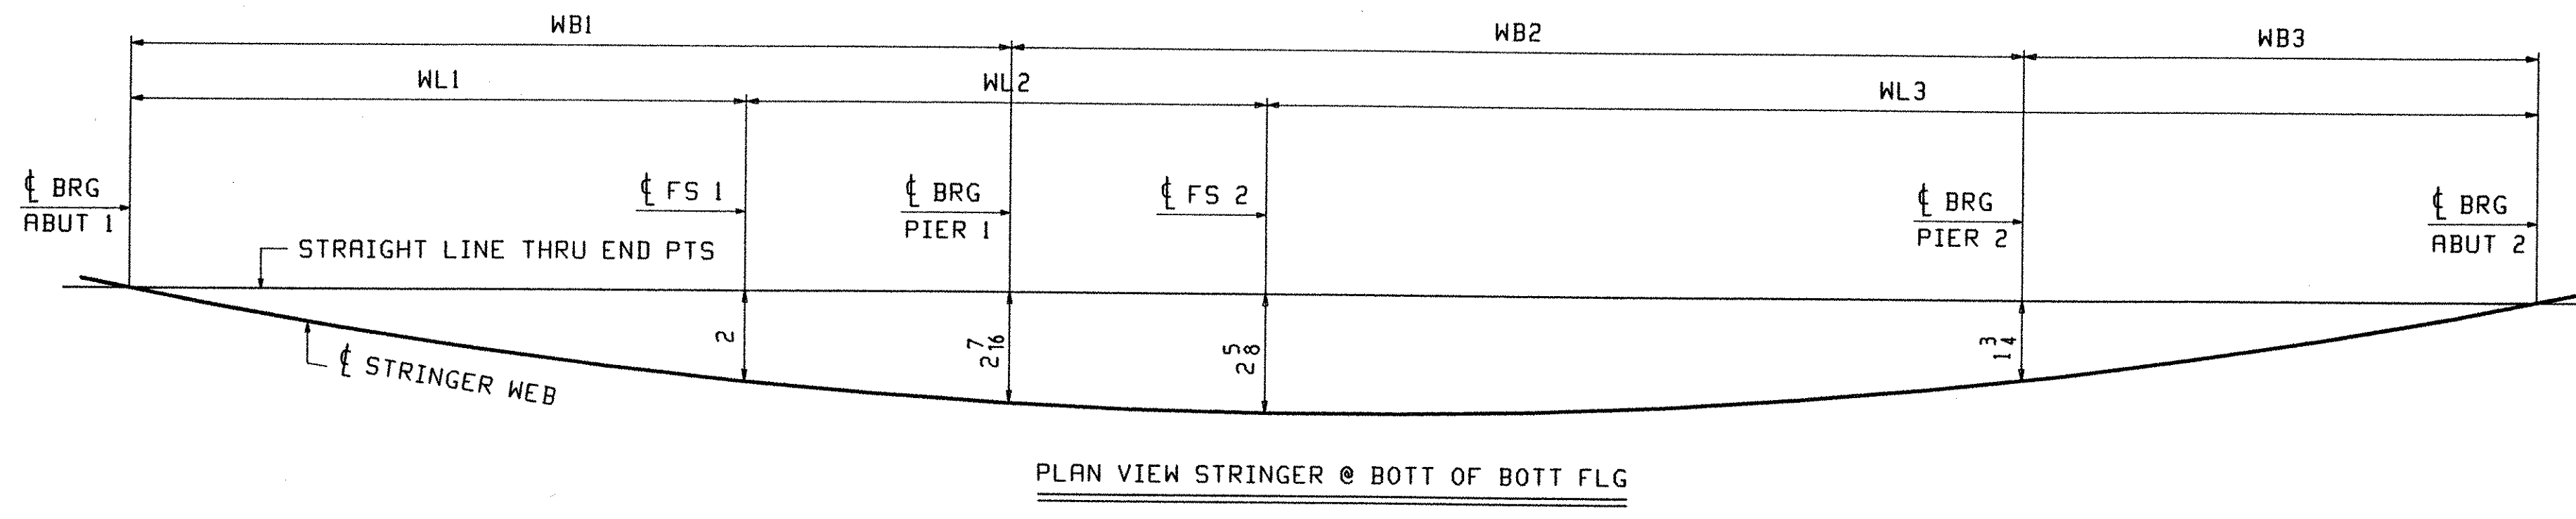 WB1
WB2
WB3
WL1
WL2
WL3
℄ BRG
ABUT 1
℄ FS 1
℄ BRG
PIER 1
℄ FS 2
℄ BRG
PIER 2
℄ BRG
ABUT 2
STRAIGHT LINE THRU END PTS
2
2 7/16
2 5/8
1 3/4
℄ STRINGER WEB
PLAN VIEW STRINGER @ BOTT OF BOTT FLG